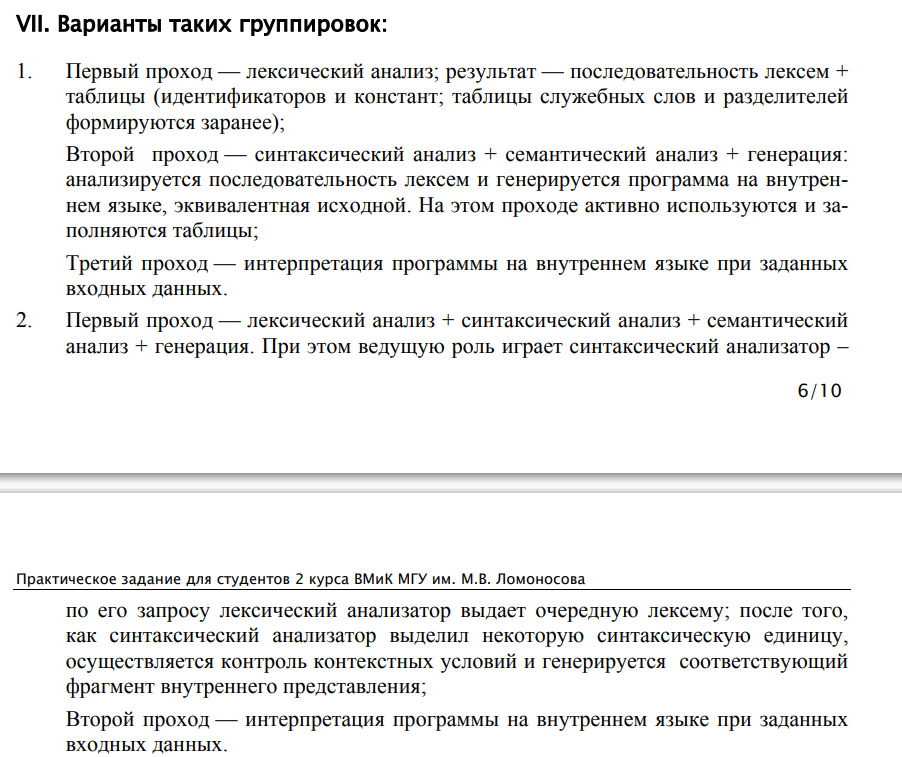 VII. Варианты таких группировок:
1. Первый проход — лексический анализ; результат — последовательность лексем +
таблицы (идентификаторов и констант; таблицы служебных слов и разделителей
формируются заранее);
Второй проход — синтаксический анализ + семантический анализ + генерация:
анализируется последовательность лексем и генерируется программа на внутрен-
нем языке, эквивалентная исходной. На этом проходе активно используются и за-
полняются таблицы;
Третий проход — интерпретация программы на внутреннем языке при заданных
входных данных.
2. Первый проход — лексический анализ + синтаксический анализ + семантический
анализ + генерация. При этом ведущую роль играет синтаксический анализатор –
6/10
Практическое задание для студентов 2 курса ВМиК МГУ им. М.В. Ломоносова
по его запросу лексический анализатор выдает очередную лексему; после того,
как синтаксический анализатор выделил некоторую синтаксическую единицу,
осуществляется контроль контекстных условий и генерируется соответствующий
фрагмент внутреннего представления;
Второй проход — интерпретация программы на внутреннем языке при заданных
входных данных.